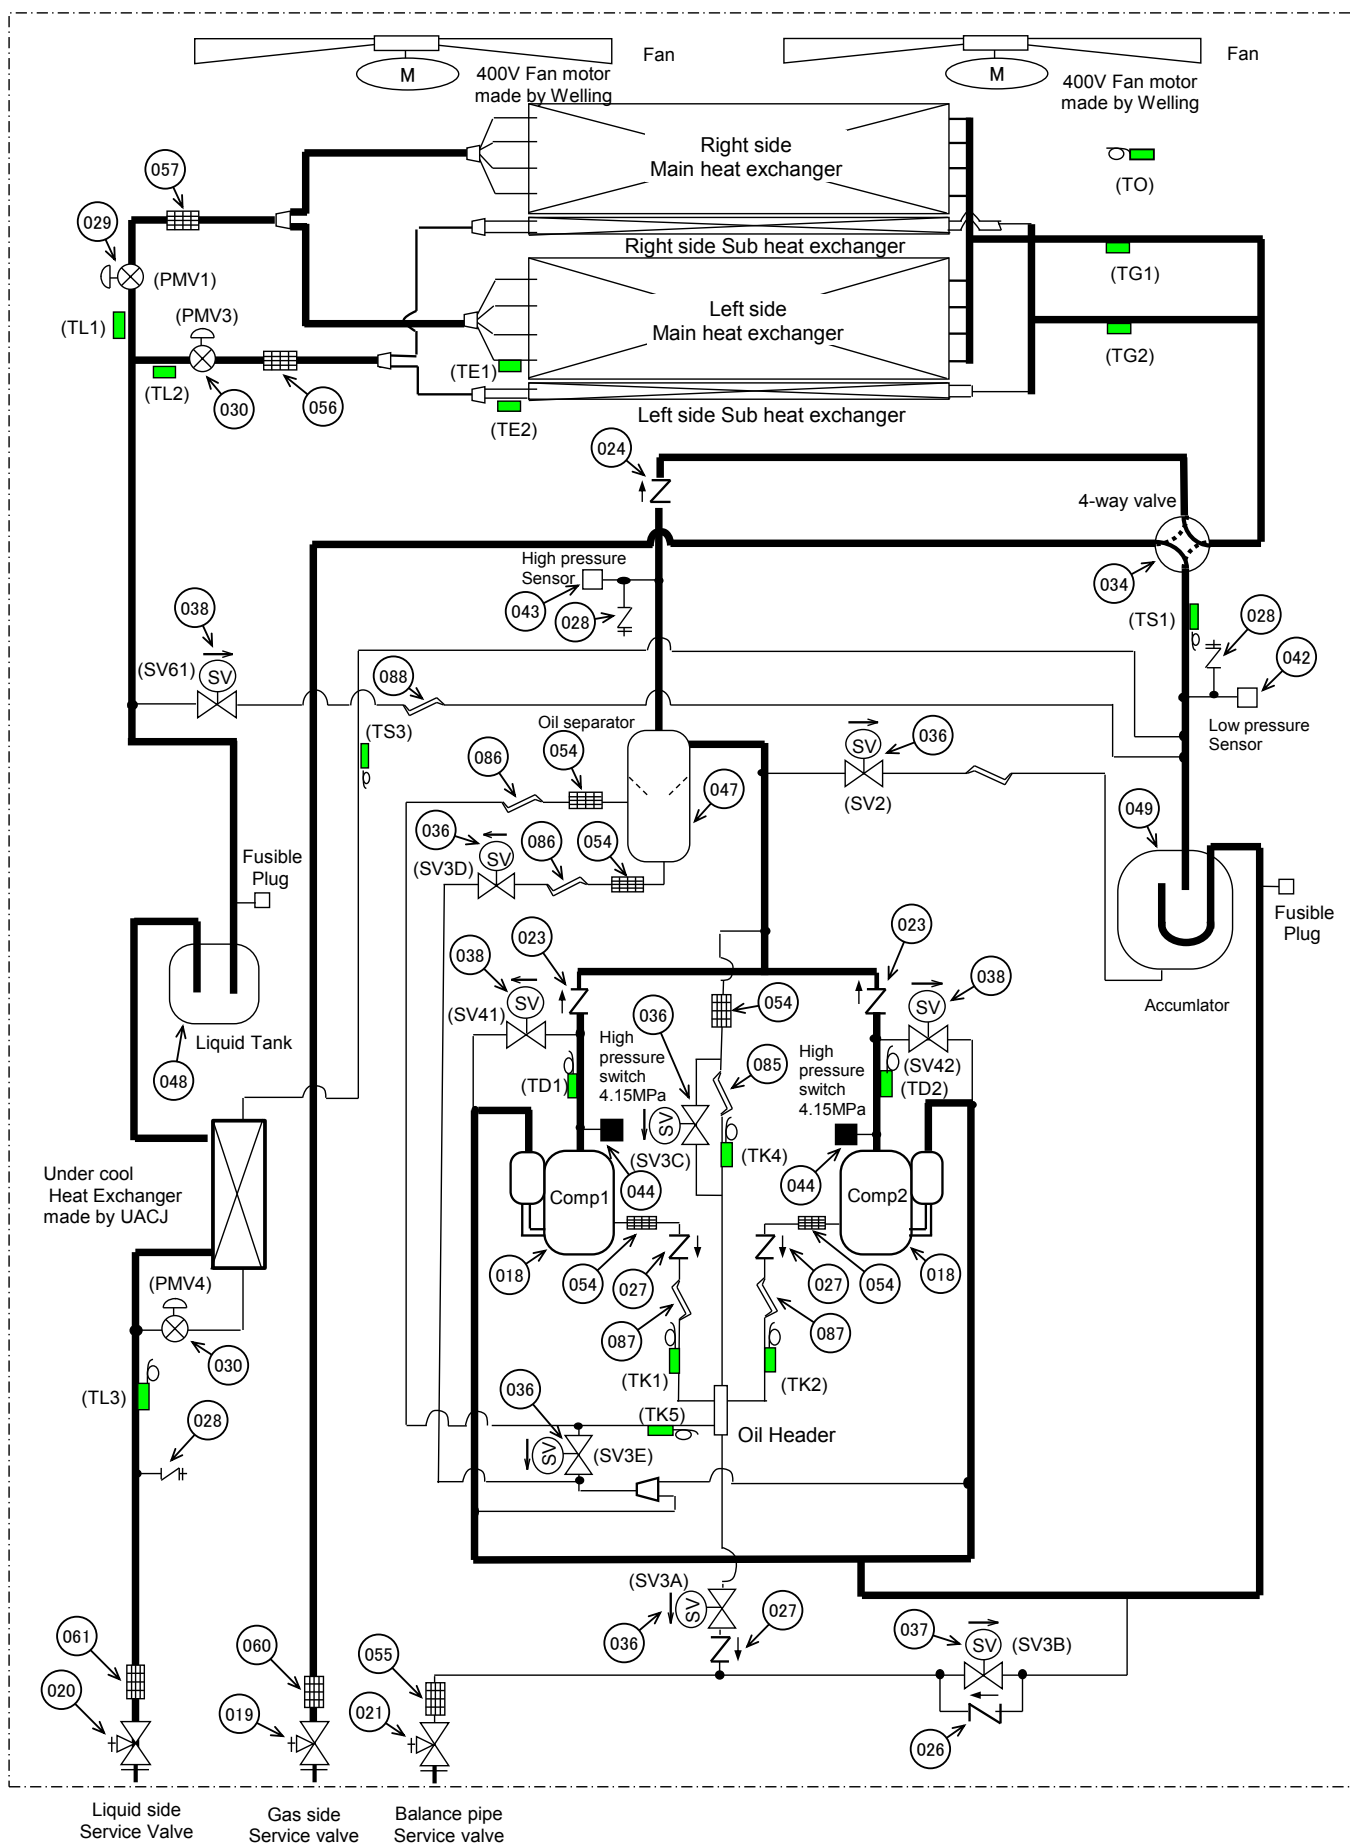 Fan
Fan
M
M
400V Fan motor
made by Welling
400V Fan motor
made by Welling
Right side
Main heat exchanger
(TO)
057
029
Right side Sub heat exchanger
(PMV1)
(TG1)
Left side
Main heat exchanger
(TL1)
(PMV3)
(TG2)
(TE1)
(TL2)
030
056
(TE2)
Left side Sub heat exchanger
024
4-way valve
High pressure
Sensor
034
043
028
038
(TS1)
028
042
(SV61)
SV
088
Oil separator
(TS3)
Low pressure
Sensor
054
SV
036
086
047
(SV2)
036
086
054
049
SV
(SV3D)
Fusible
Plug
Fusible
Plug
023
023
038
038
SV
(SV41)
036
054
SV
Accumlator
Liquid Tank
High
pressure
switch
4.15MPa
High
pressure
switch
4.15MPa
085
(SV42)
048
(TD1)
(TD2)
SV
(SV3C)
(TK4)
Under cool
Heat Exchanger
made by UACJ
044
044
Comp1
Comp2
018
054
027
027
054
018
(PMV4)
087
087
030
(TK1)
(TK2)
(TL3)
036
(TK5)
028
Oil Header
SV
(SV3E)
(SV3A)
SV
036
027
037
SV
(SV3B)
061
060
055
020
019
021
026
Liquid side
Service Valve
Gas side
Service valve
Balance pipe
Service valve